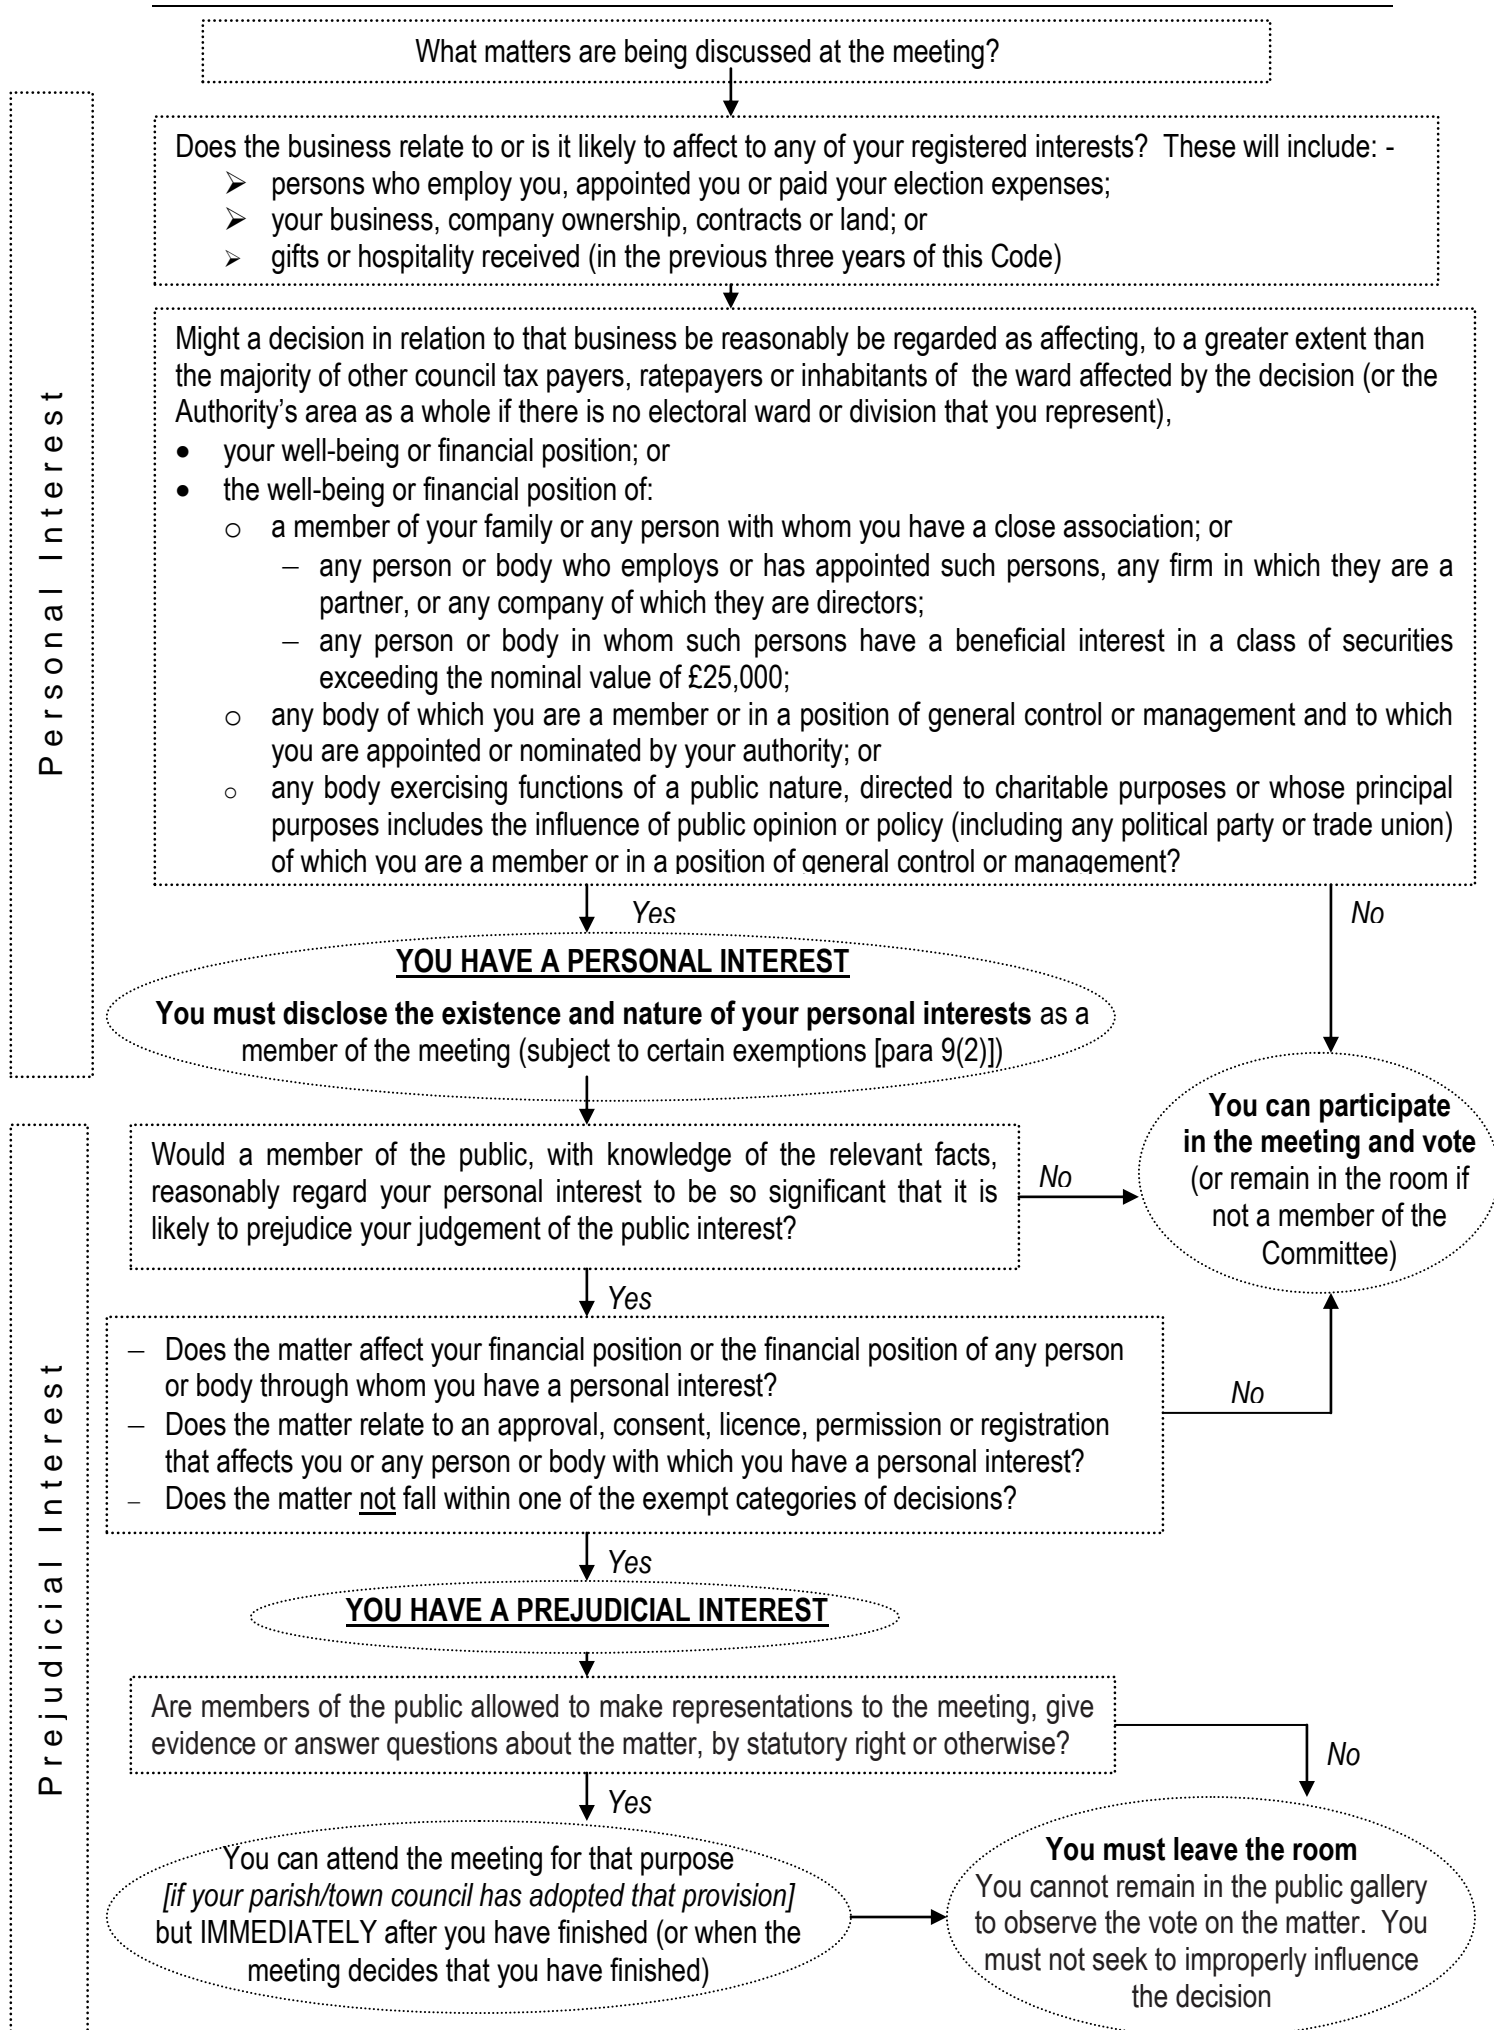 What matters are being discussed at the meeting?
Personal Interest
Does the business relate to or is it likely to affect to any of your registered interests?  These will include: -
➢ persons who employ you, appointed you or paid your election expenses;
➢ your business, company ownership, contracts or land; or
➢ gifts or hospitality received (in the previous three years of this Code)
Might a decision in relation to that business be reasonably be regarded as affecting, to a greater extent than
the majority of other council tax payers, ratepayers or inhabitants of the ward affected by the decision (or the
Authority's area as a whole if there is no electoral ward or division that you represent),
• your well-being or financial position; or
• the well-being or financial position of:
o a member of your family or any person with whom you have a close association; or
– any person or body who employs or has appointed such persons, any firm in which they are a
partner, or any company of which they are directors;
– any person or body in whom such persons have a beneficial interest in a class of securities
exceeding the nominal value of £25,000;
o any body of which you are a member or in a position of general control or management and to which
you are appointed or nominated by your authority; or
o any body exercising functions of a public nature, directed to charitable purposes or whose principal
purposes includes the influence of public opinion or policy (including any political party or trade union)
of which you are a member or in a position of general control or management?
Yes
No
YOU HAVE A PERSONAL INTEREST
You must disclose the existence and nature of your personal interests as a
member of the meeting (subject to certain exemptions [para 9(2)])
You can participate
in the meeting and vote
(or remain in the room if
not a member of the
Committee)
Prejudicial Interest
Would a member of the public, with knowledge of the relevant facts,
reasonably regard your personal interest to be so significant that it is
likely to prejudice your judgement of the public interest?
No
Yes
– Does the matter affect your financial position or the financial position of any person
or body through whom you have a personal interest?
– Does the matter relate to an approval, consent, licence, permission or registration
that affects you or any person or body with which you have a personal interest?
– Does the matter not fall within one of the exempt categories of decisions?
No
Yes
YOU HAVE A PREJUDICIAL INTEREST
Are members of the public allowed to make representations to the meeting, give
evidence or answer questions about the matter, by statutory right or otherwise?
No
Yes
You can attend the meeting for that purpose
[if your parish/town council has adopted that provision]
but IMMEDIATELY after you have finished (or when the
meeting decides that you have finished)
You must leave the room
You cannot remain in the public gallery
to observe the vote on the matter.  You
must not seek to improperly influence
the decision